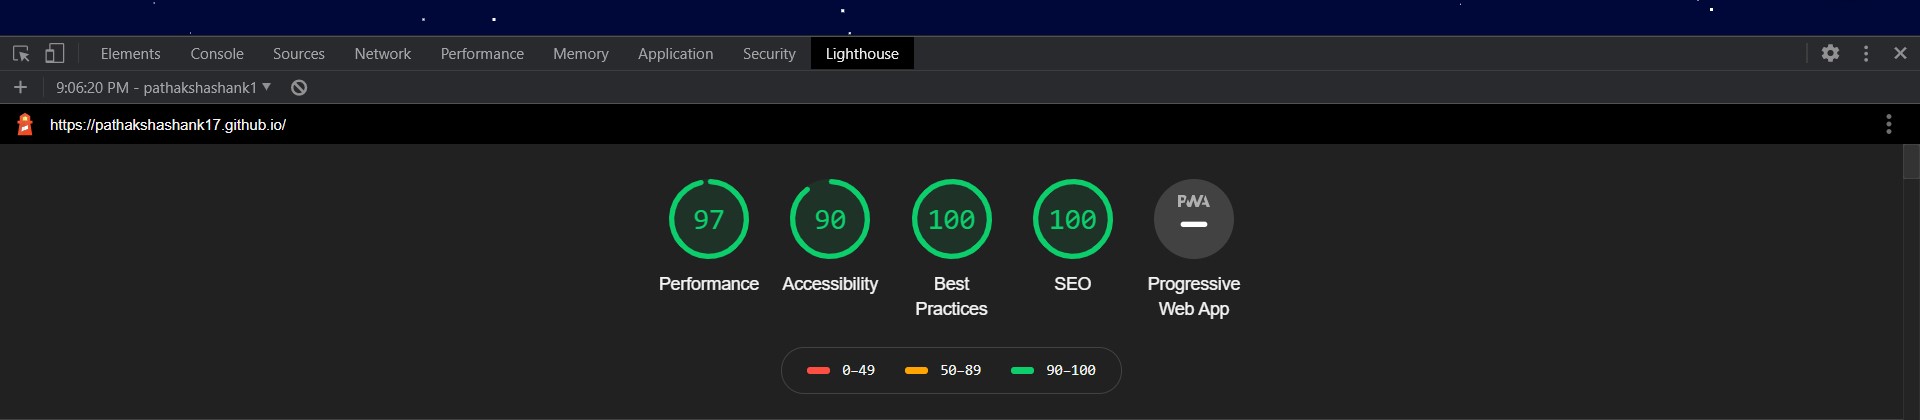 Elements Console Sources Network Performance Memory Application Security Lighthouse
9:06:20 PM - pathakshashank1
https://pathakshashank17.github.io/
97 90 100 100 PWA
Performance Accessibility Best Practices SEO Progressive Web App
0–49 50–89 90–100